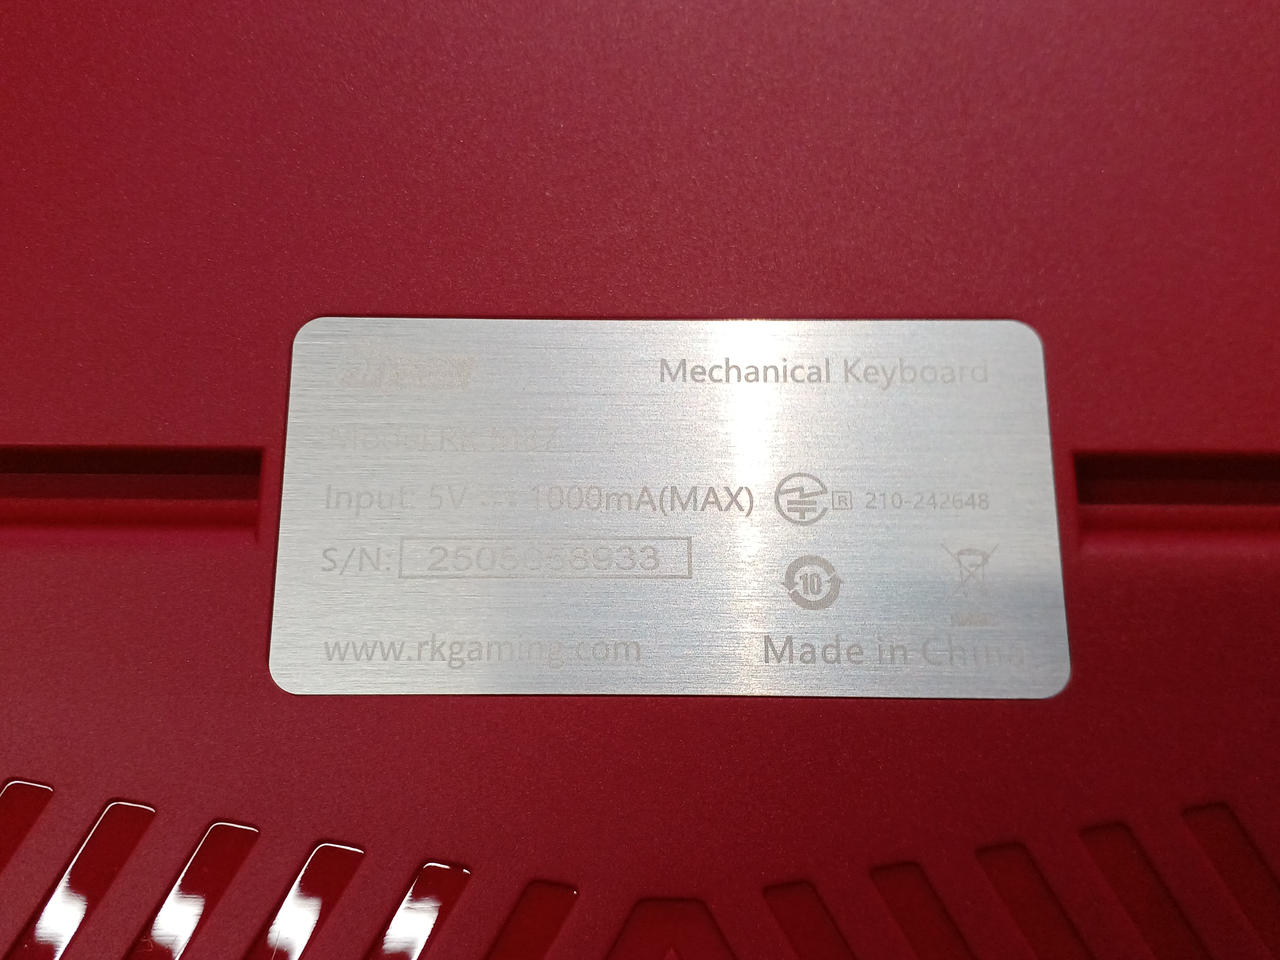 Mechanical Keyboard
Input: 5V ⎓ 1000mA(MAX)
R 210-242648
S/N:
10
www.rkgaming.com
Made in China